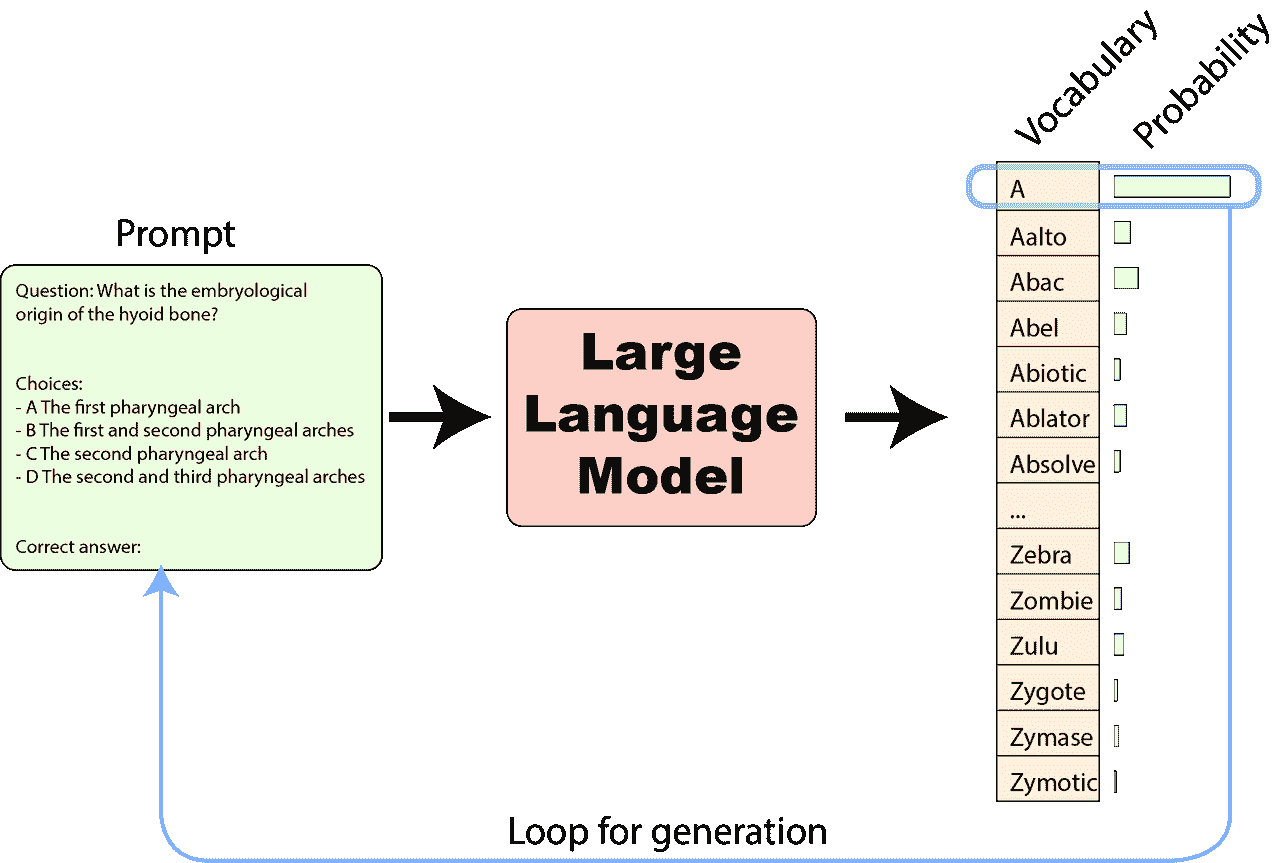 Vocabulary
Probability
Prompt
Question: What is the embryological
origin of the hyoid bone?
Choices:
- A The first pharyngeal arch
- B The first and second pharyngeal arches
- C The second pharyngeal arch
- D The second and third pharyngeal arches
Correct answer:
Large
Language
Model
A
Aalto
Abac
Abel
Abiotic
Ablator
Absolve
...
Zebra
Zombie
Zulu
Zygote
Zymase
Zymotic
Loop for generation